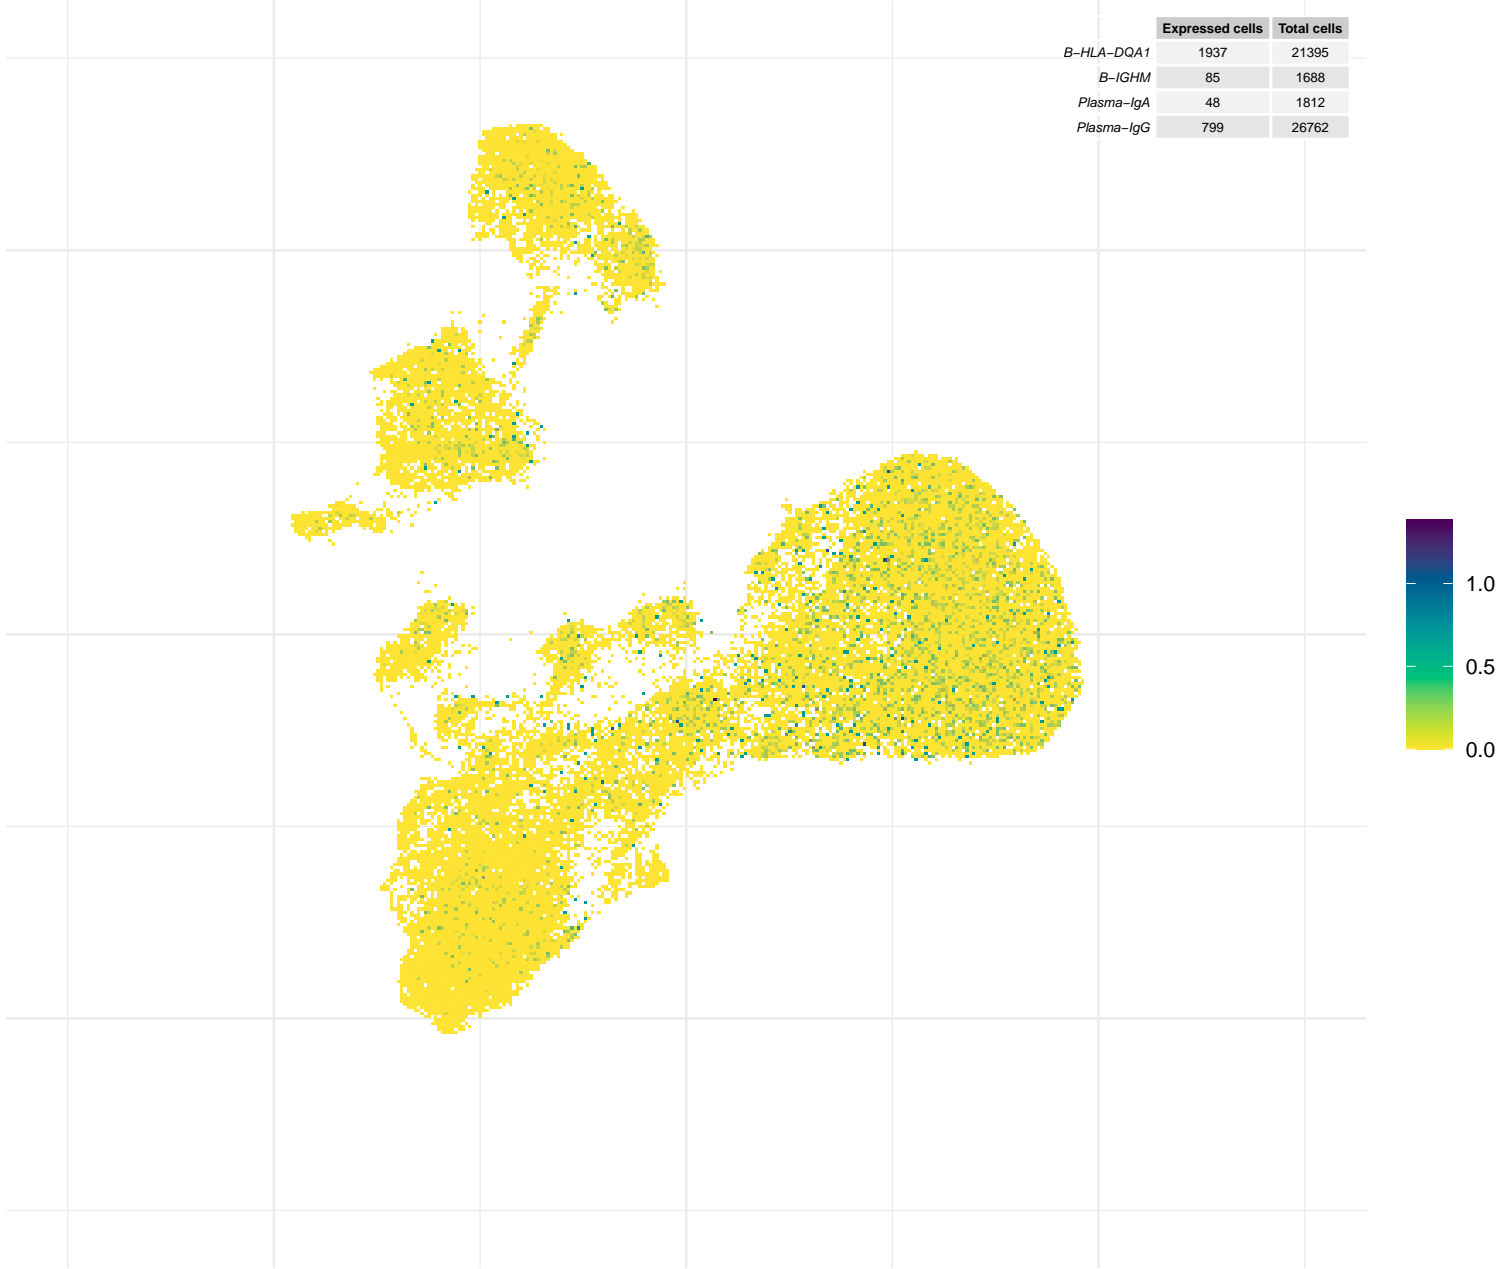 Expressed cells Total cells
B−HLA−DQA1 1937 21395
B−IGHM 85 1688
Plasma−IgA 48 1812
Plasma−IgG 799 26762
1.0
0.5
0.0